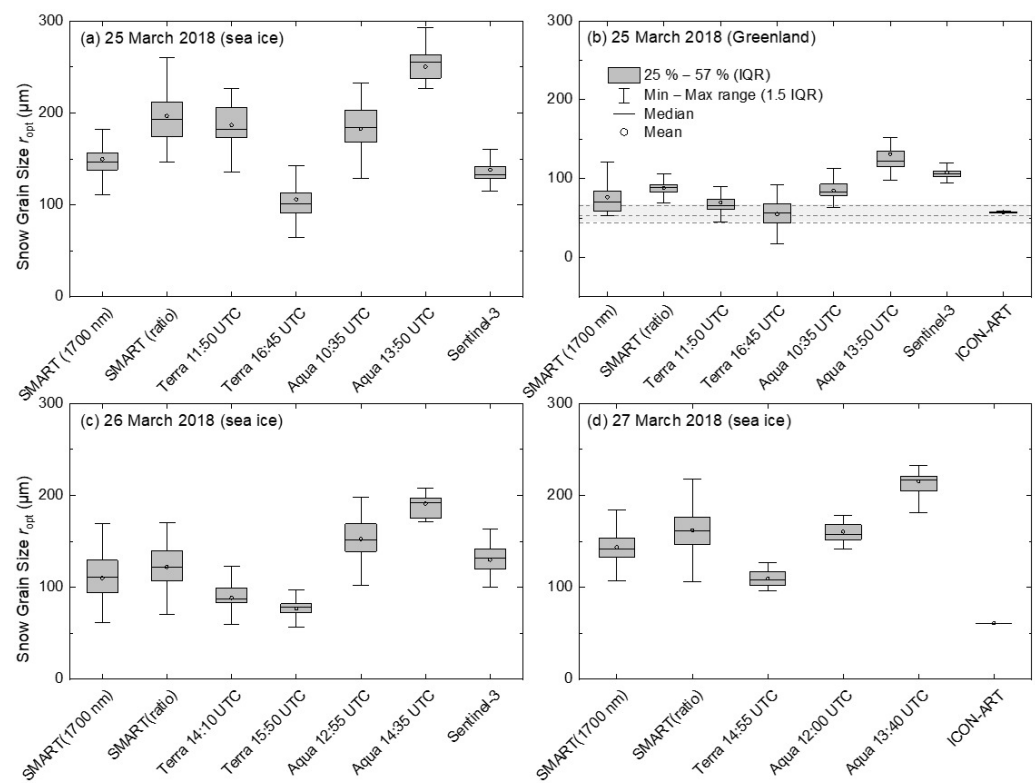 (a) 25 March 2018 (sea ice)
300
200
100
0
Snow Grain Size r_opt (µm)
SMART (1700 nm)
SMART (ratio)
Terra 11:50 UTC
Terra 16:45 UTC
Aqua 10:35 UTC
Aqua 13:50 UTC
Sentinel-3
(b) 25 March 2018 (Greenland)
25 % – 57 % (IQR)
Min – Max range (1.5 IQR)
Median
Mean
300
200
100
0
SMART (1700 nm)
SMART (ratio)
Terra 11:50 UTC
Terra 16:45 UTC
Aqua 10:35 UTC
Aqua 13:50 UTC
Sentinel-3
ICON-ART
(c) 26 March 2018 (sea ice)
300
200
100
0
Snow Grain Size r_opt (µm)
SMART(1700 nm)
SMART(ratio)
Terra 14:10 UTC
Terra 15:50 UTC
Aqua 12:55 UTC
Aqua 14:35 UTC
Sentinel-3
(d) 27 March 2018 (sea ice)
300
200
100
0
SMART(1700 nm)
SMART(ratio)
Terra 14:55 UTC
Aqua 12:00 UTC
Aqua 13:40 UTC
ICON-ART